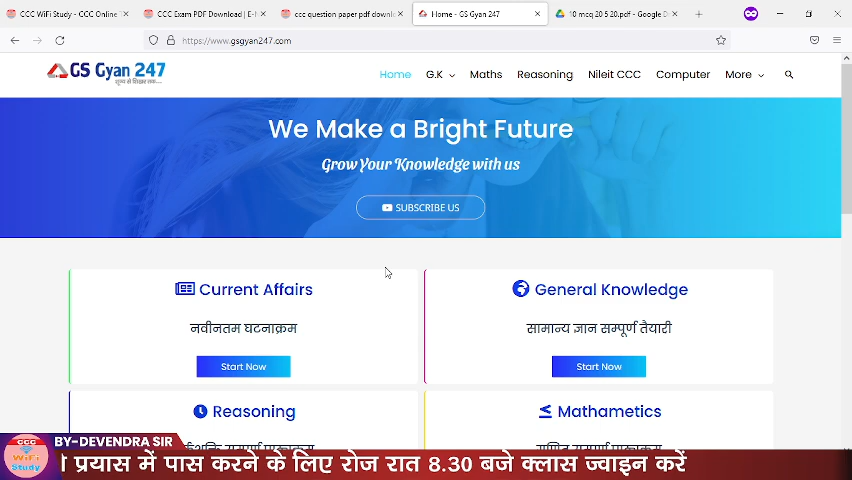 CCC WiFi Study - CCC Online
CCC Exam PDF Download | E-
ccc question paper pdf downl
Home - GS Gyan 247
10 mcq 20 5 20.pdf - Google D
https://www.gsgyan247.com
GS Gyan 247
Home G.K Maths Reasoning Nileit CCC Computer More
We Make a Bright Future
Grow Your Knowledge with us
SUBSCRIBE US
Current Affairs
नवीनतम घटनाक्रम
Start Now
General Knowledge
सामान्य ज्ञान सम्पूर्ण तैयारी
Start Now
Reasoning
Mathametics
BY-DEVENDRA SIR
CCC
WiFi
Study
प्रयास में पास करने के लिए रोज रात 8.30 बजे क्लास ज्वाइन करें